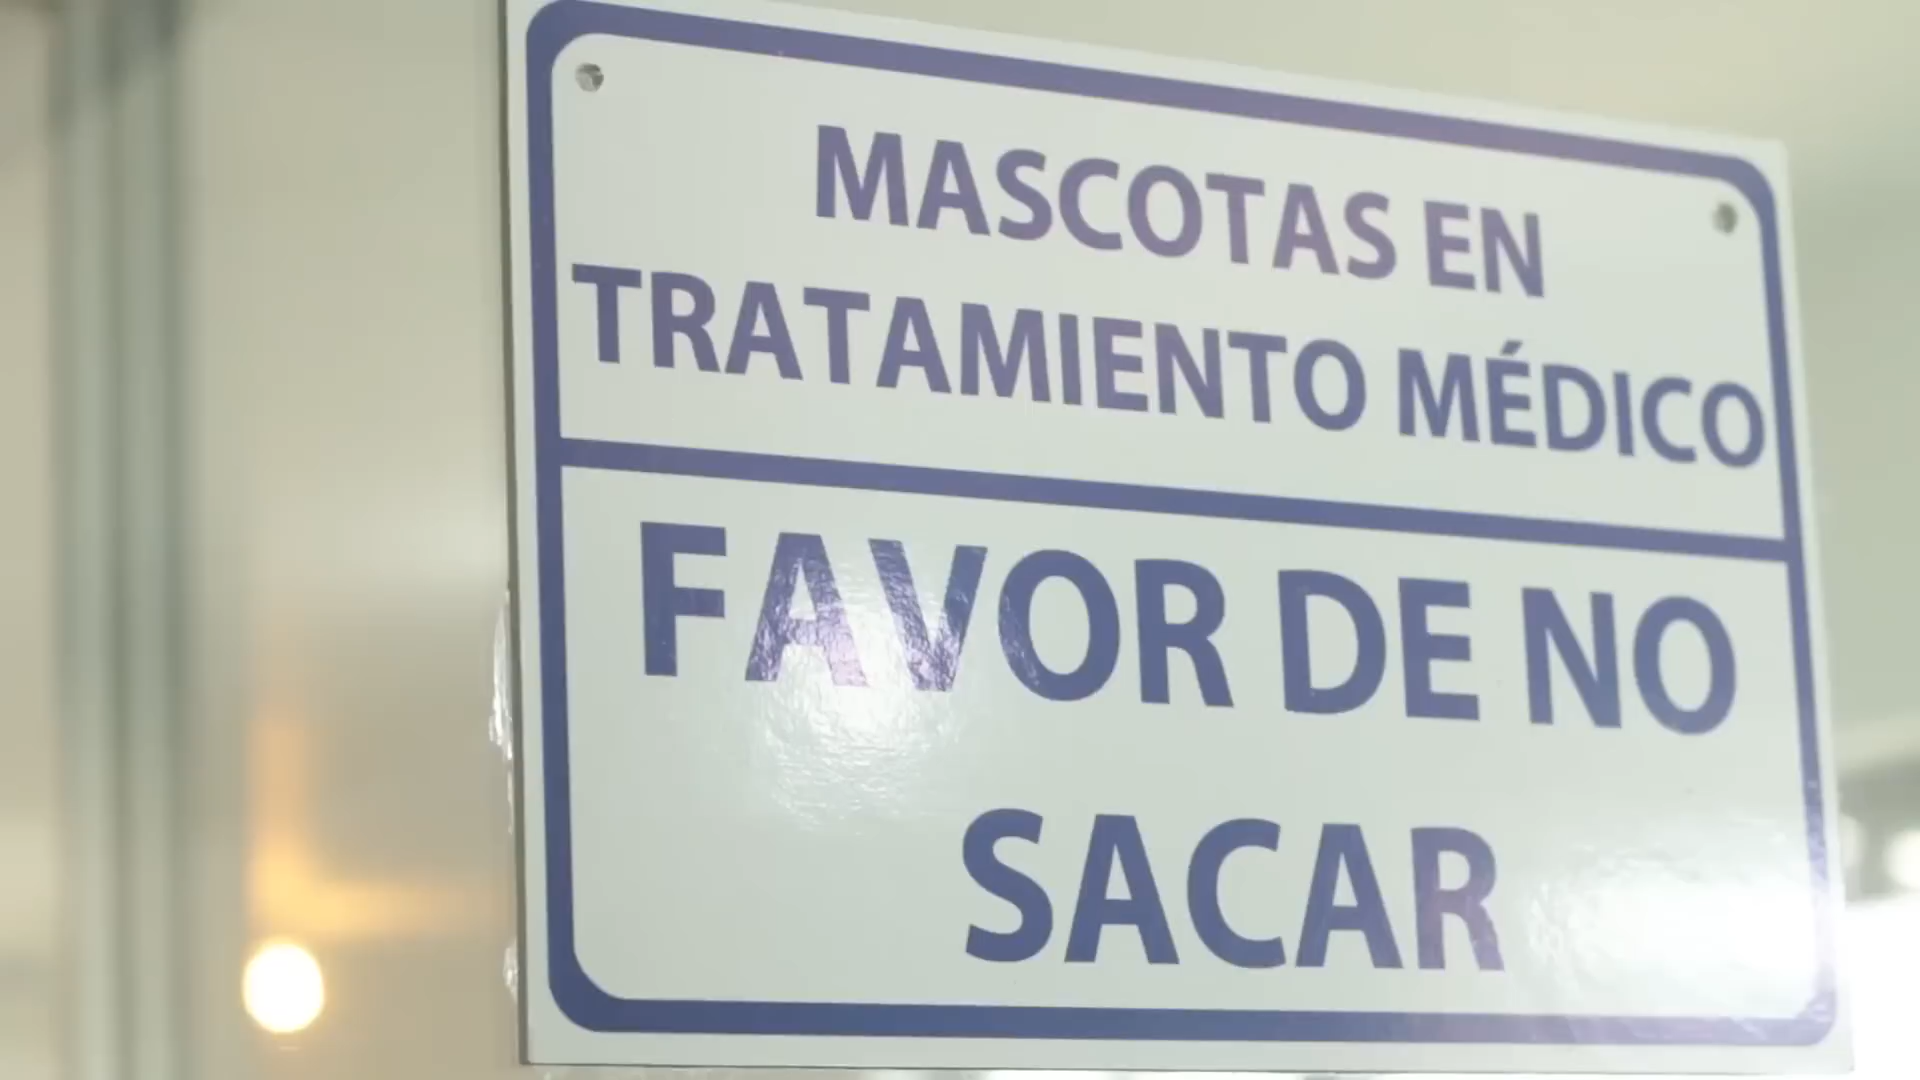 MASCOTAS EN
TRATAMIENTO MÉDICO
FAVOR DE NO
SACAR